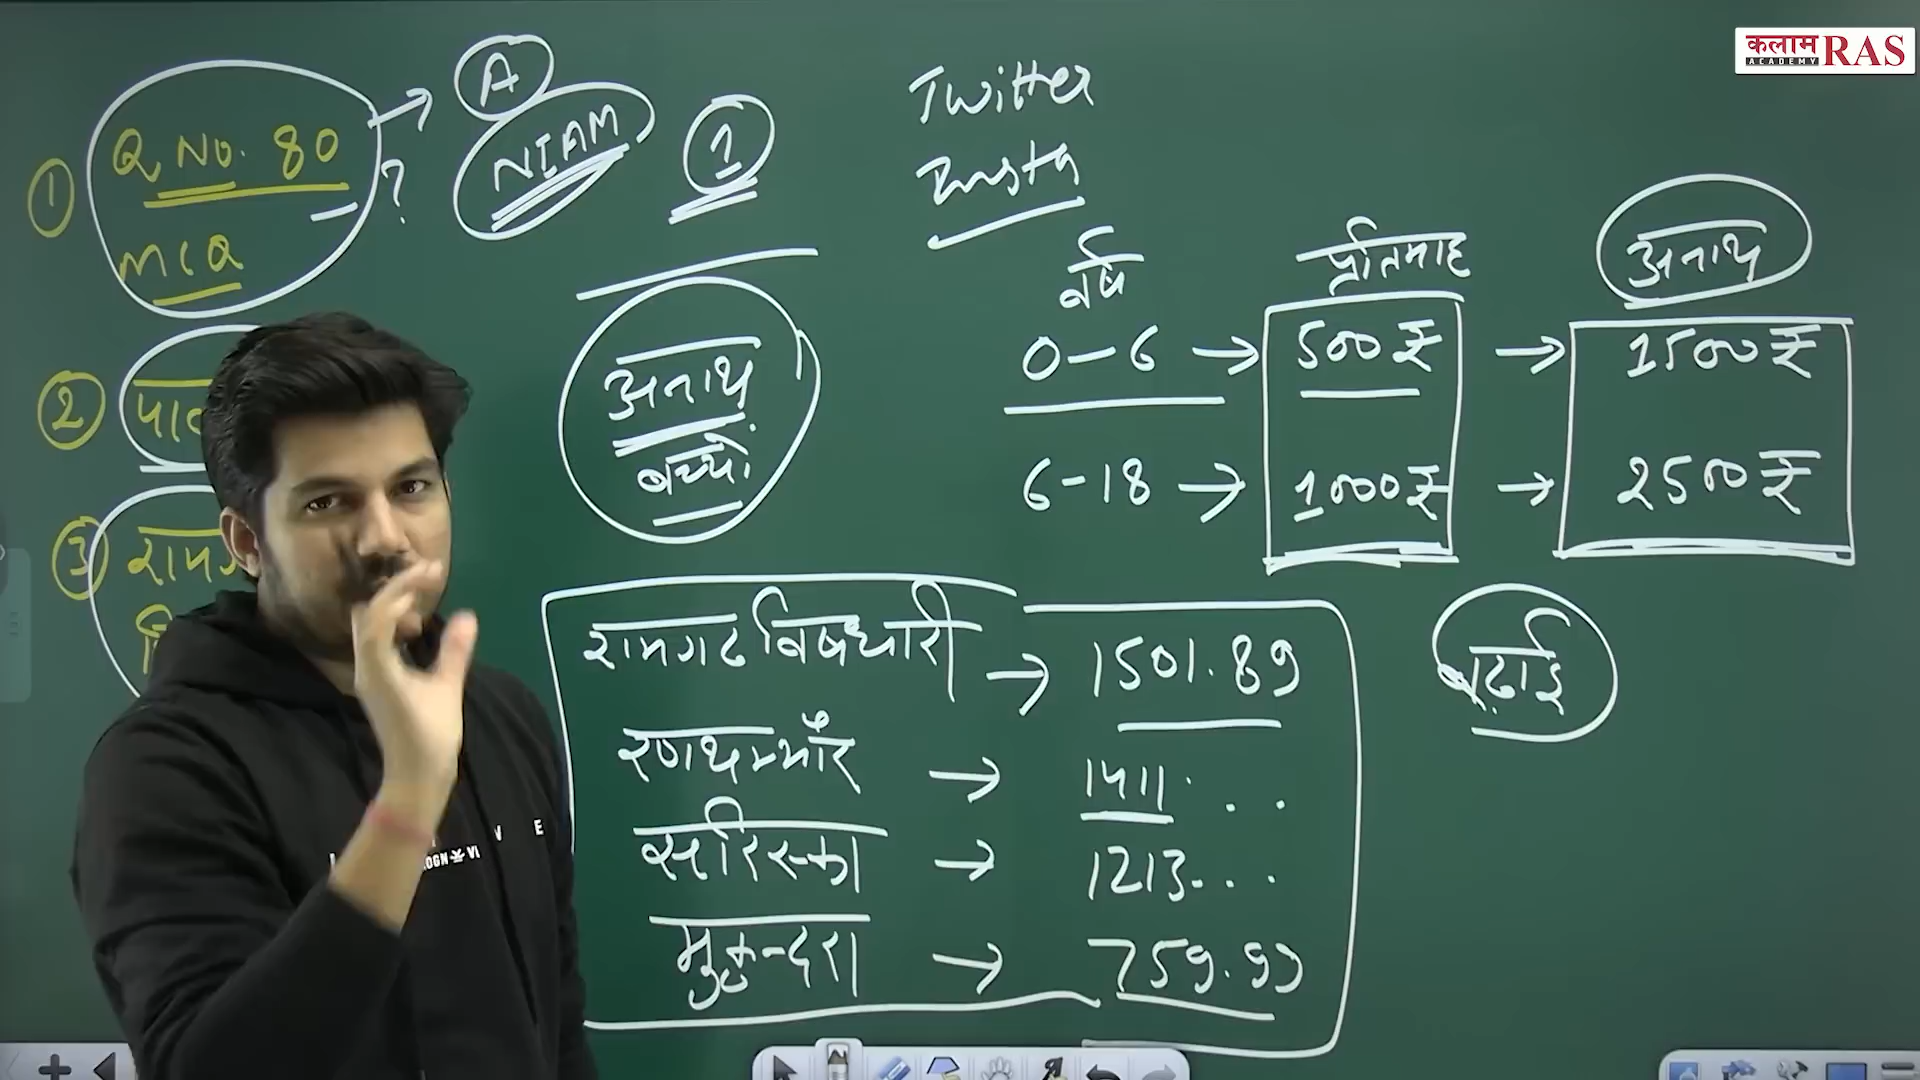 कलाम RAS
ACADEMY
① Q No. 80 → A
NIAM
?
MCQ
1
Twitter
Insta
②
③ रामग
अनाथ
बच्चों
वर्ष प्रतिमाह अनाथ
0-6 → 500₹ → 1500₹
6-18 → 1000₹ → 2500₹
रामगढ विषधारी → 1501.89
रणथम्भौर → 1411. . .
सरिस्का → 1213. . .
मुकुन्दरा → 759.99
बढाई
V E